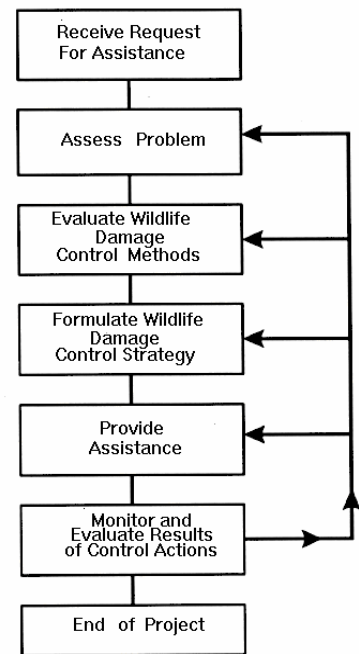 Receive Request
For Assistance
Assess Problem
Evaluate Wildlife
Damage
Control Methods
Formulate Wildlife
Damage
Control Strategy
Provide
Assistance
Monitor and
Evaluate Results
of Control Actions
End of Project